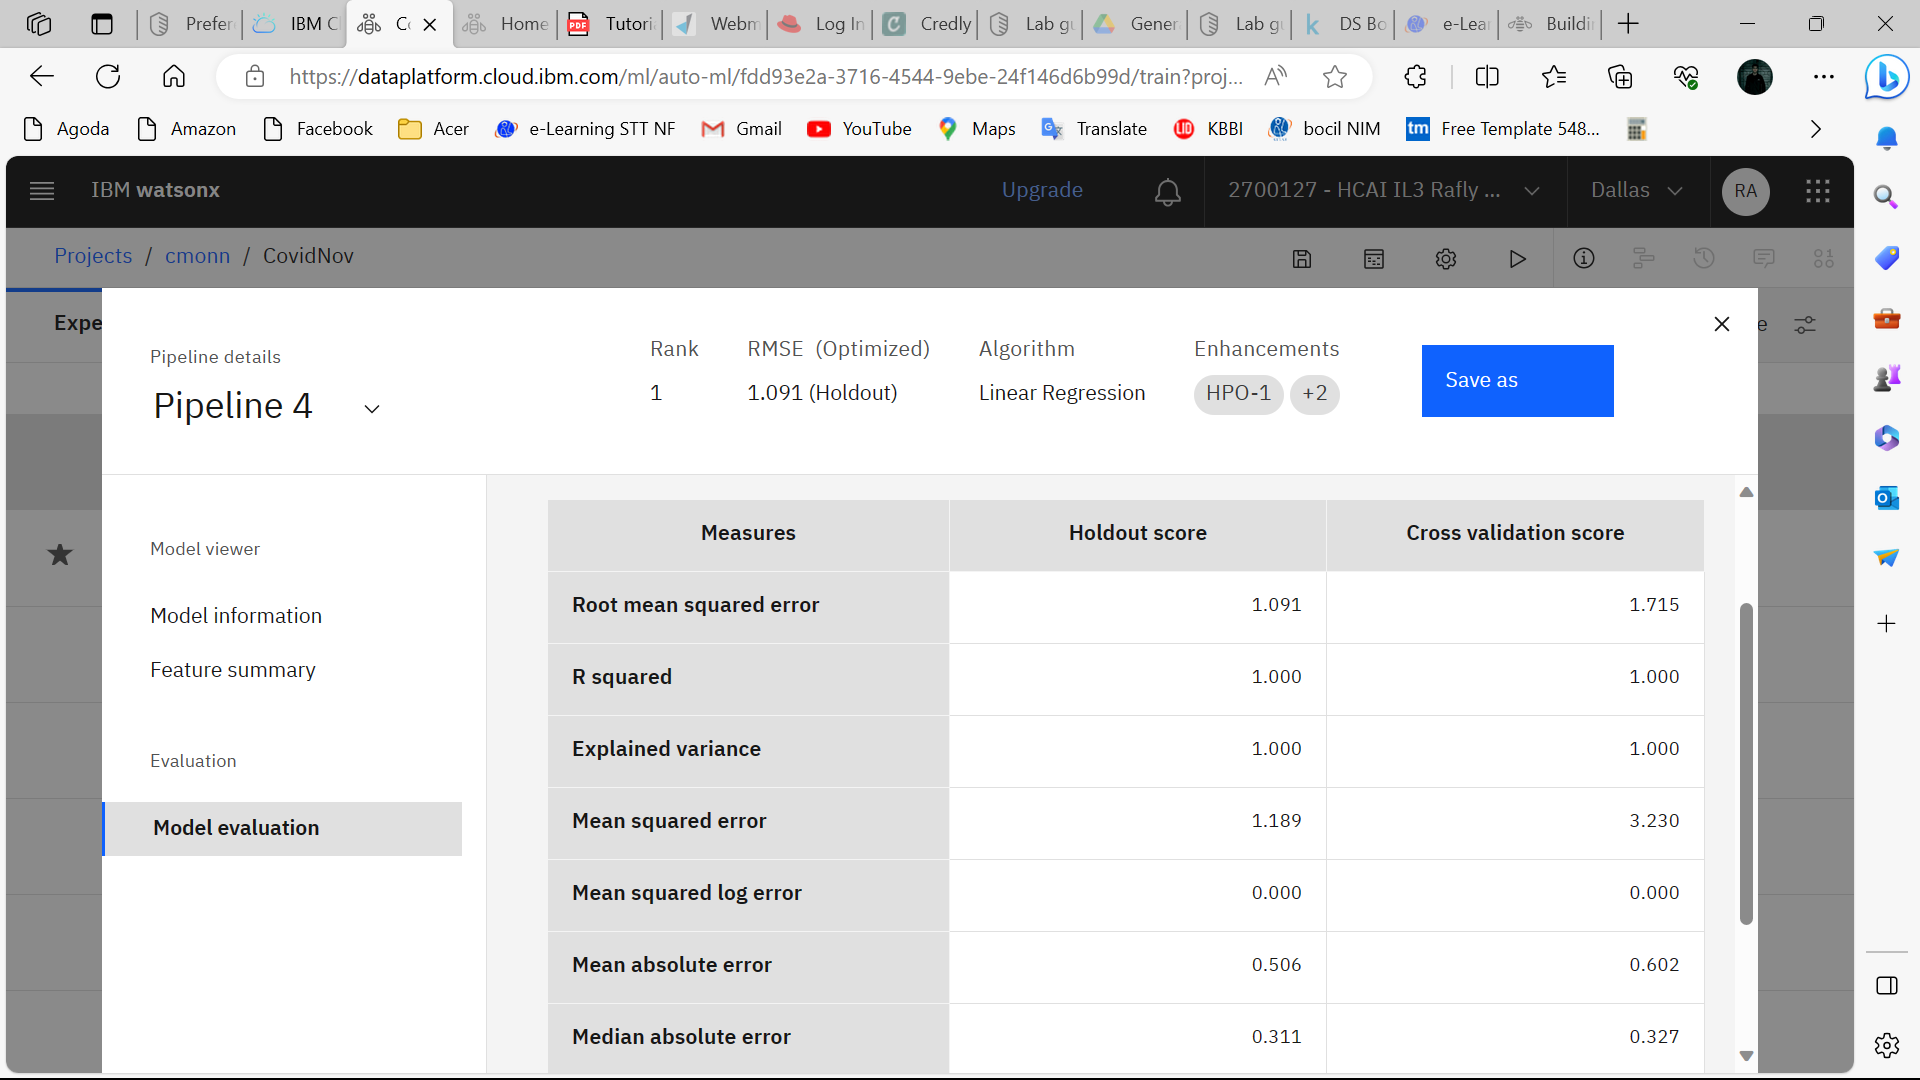 Prefer
IBM C
Home
Tutori
Webm
Log In
Credly
Lab gu
Gener
Lab gu
DS Bo
e-Lear
Buildin
https://dataplatform.cloud.ibm.com/ml/auto-ml/fdd93e2a-3716-4544-9ebe-24f146d6b99d/train?proj...
Agoda
Amazon
Facebook
Acer
e-Learning STT NF
Gmail
YouTube
Maps
Translate
KBBI
bocil NIM
Free Template 548...
IBM watsonx
Upgrade
2700127 - HCAI IL3 Rafly ...
Dallas
RA
Projects / cmonn / CovidNov
Expe
Pipeline details
Pipeline 4
Rank
1
RMSE (Optimized)
1.091 (Holdout)
Algorithm
Linear Regression
Enhancements
HPO-1 +2
Save as
Model viewer
Model information
Feature summary
Evaluation
Model evaluation
Measures Holdout score Cross validation score
Root mean squared error 1.091 1.715
R squared 1.000 1.000
Explained variance 1.000 1.000
Mean squared error 1.189 3.230
Mean squared log error 0.000 0.000
Mean absolute error 0.506 0.602
Median absolute error 0.311 0.327